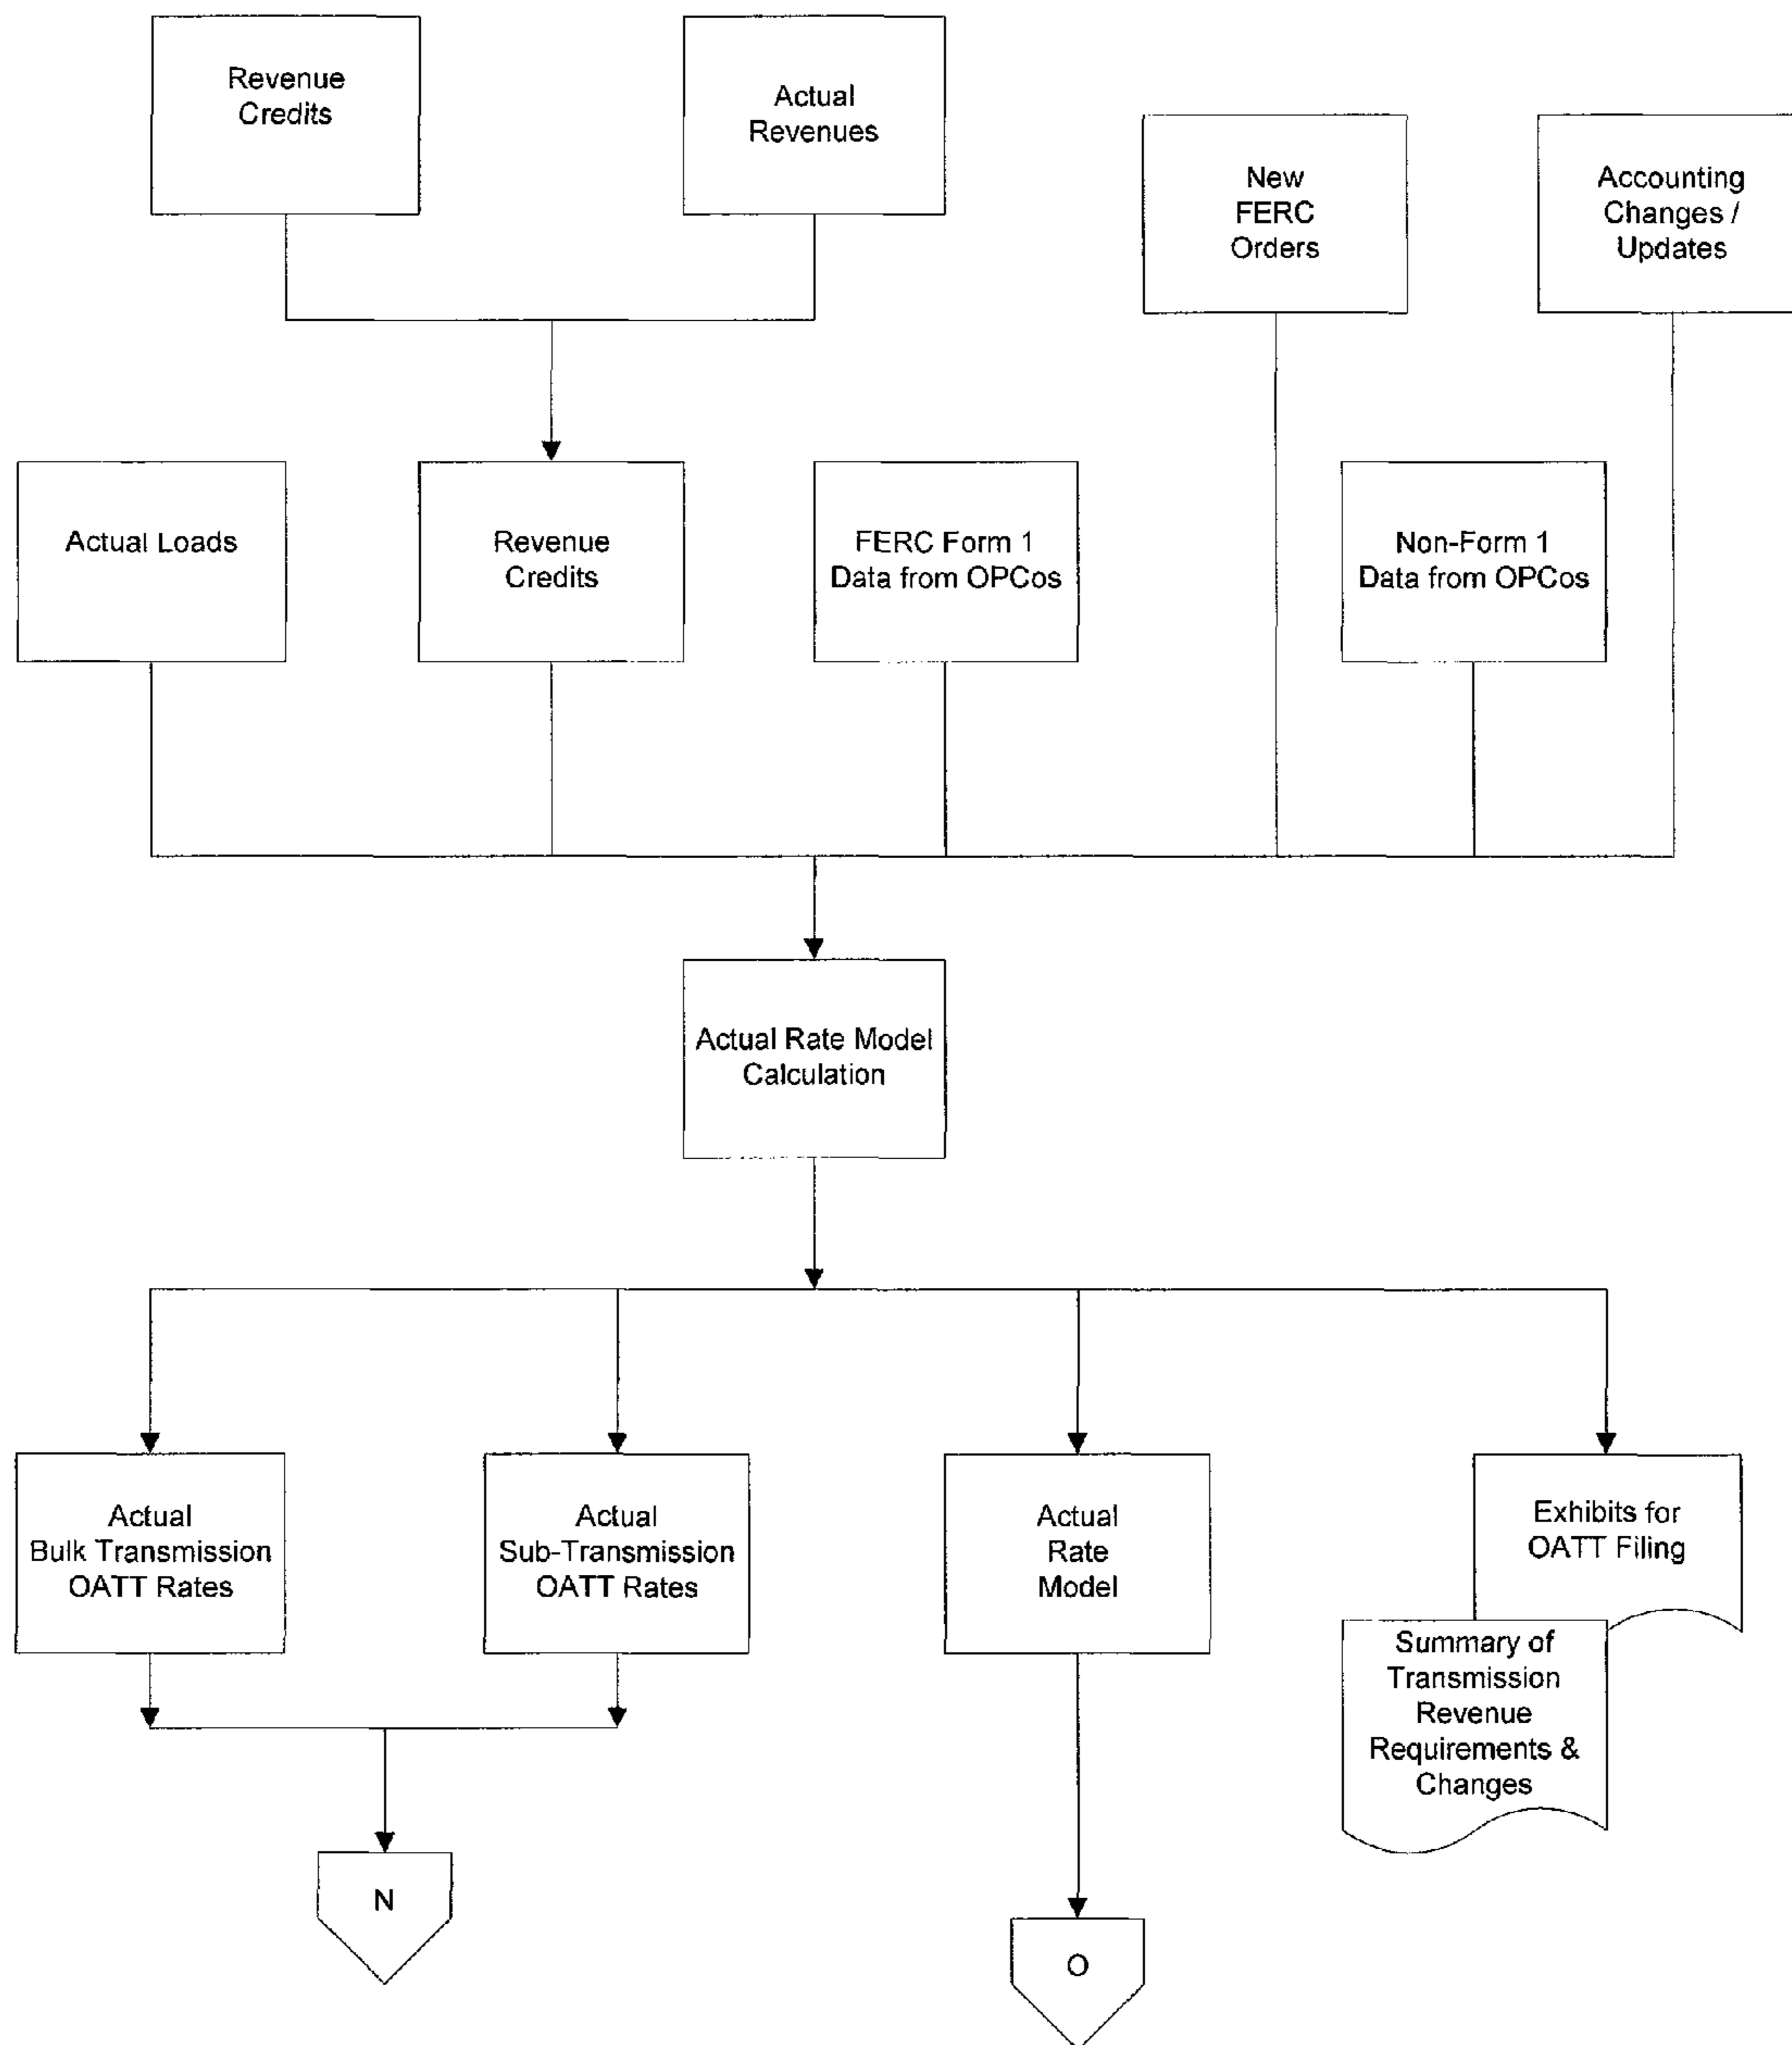 Revenue
Credits
Actual
Revenues
New
FERC
Orders
Accounting
Changes /
Updates
Actual Loads
Revenue
Credits
FERC Form 1
Data from OPCos
Non-Form 1
Data from OPCos
Actual Rate Model
Calculation
Actual
Bulk Transmission
OATT Rates
Actual
Sub-Transmission
OATT Rates
Actual
Rate
Model
Exhibits for
OATT Filing
Summary of
Transmission
Revenue
Requirements &
Changes
N
O